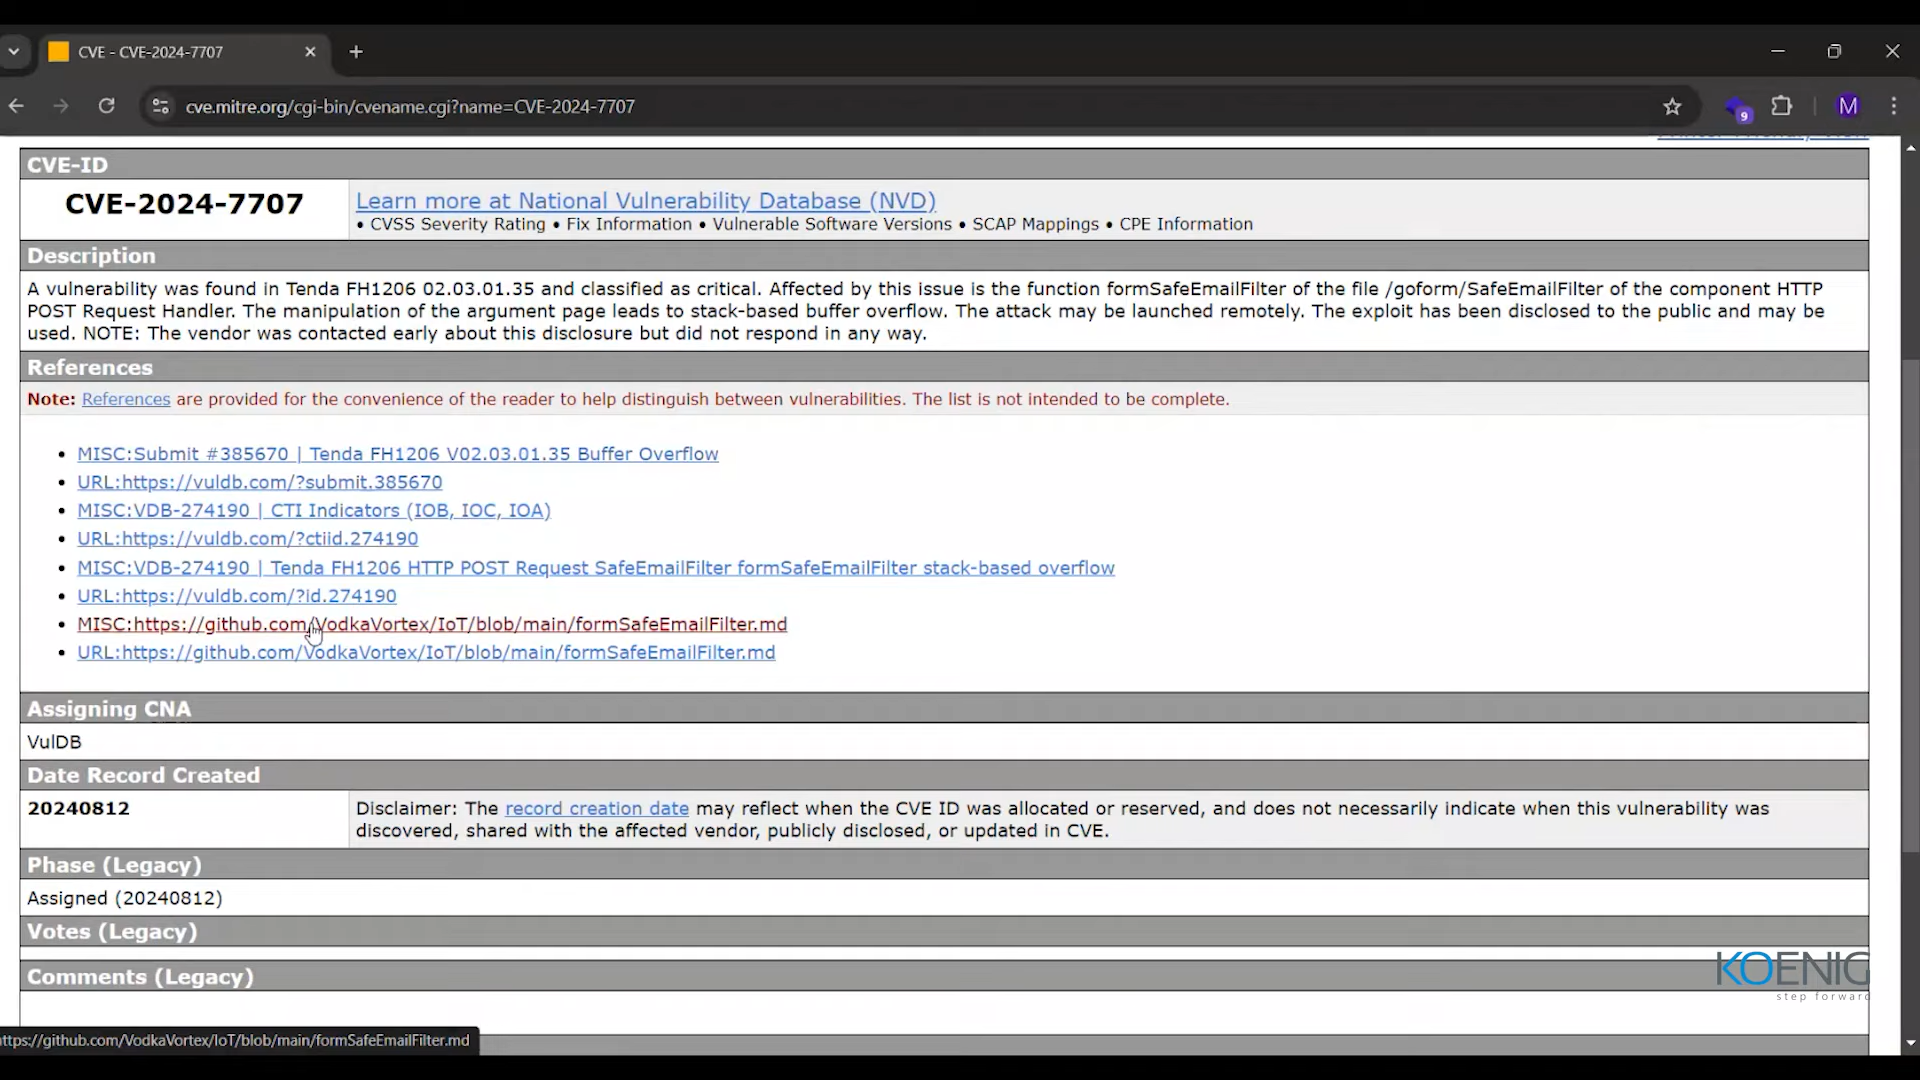 CVE - CVE-2024-7707
cve.mitre.org/cgi-bin/cvename.cgi?name=CVE-2024-7707
9
M
CVE-ID
CVE-2024-7707
Learn more at National Vulnerability Database (NVD)
• CVSS Severity Rating • Fix Information • Vulnerable Software Versions • SCAP Mappings • CPE Information
Description
A vulnerability was found in Tenda FH1206 02.03.01.35 and classified as critical. Affected by this issue is the function formSafeEmailFilter of the file /goform/SafeEmailFilter of the component HTTP
POST Request Handler. The manipulation of the argument page leads to stack-based buffer overflow. The attack may be launched remotely. The exploit has been disclosed to the public and may be
used. NOTE: The vendor was contacted early about this disclosure but did not respond in any way.
References
Note: References are provided for the convenience of the reader to help distinguish between vulnerabilities. The list is not intended to be complete.
• MISC:Submit #385670 | Tenda FH1206 V02.03.01.35 Buffer Overflow
• URL:https://vuldb.com/?submit.385670
• MISC:VDB-274190 | CTI Indicators (IOB, IOC, IOA)
• URL:https://vuldb.com/?ctiid.274190
• MISC:VDB-274190 | Tenda FH1206 HTTP POST Request SafeEmailFilter formSafeEmailFilter stack-based overflow
• URL:https://vuldb.com/?id.274190
• MISC:https://github.com/VodkaVortex/IoT/blob/main/formSafeEmailFilter.md
• URL:https://github.com/VodkaVortex/IoT/blob/main/formSafeEmailFilter.md
Assigning CNA
VulDB
Date Record Created
20240812
Disclaimer: The record creation date may reflect when the CVE ID was allocated or reserved, and does not necessarily indicate when this vulnerability was
discovered, shared with the affected vendor, publicly disclosed, or updated in CVE.
Phase (Legacy)
Assigned (20240812)
Votes (Legacy)
Comments (Legacy)
KOENIG
step forward
ttps://github.com/VodkaVortex/IoT/blob/main/formSafeEmailFilter.md